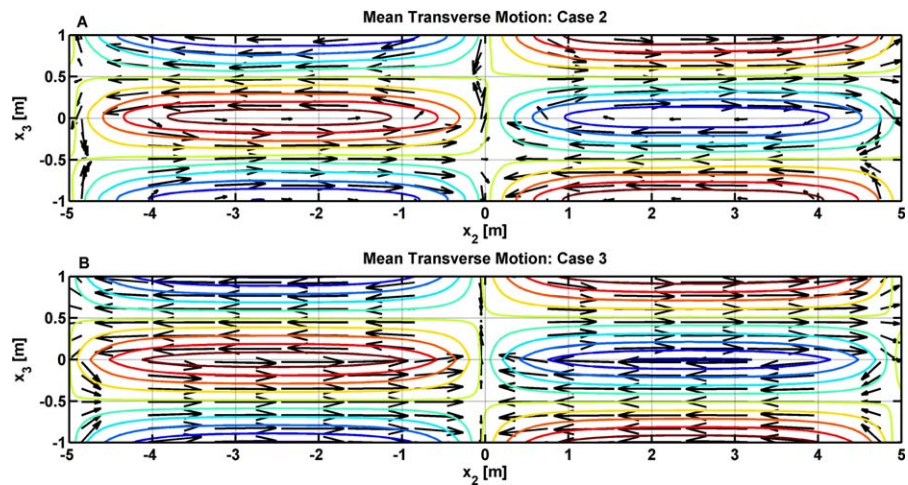 A
Mean Transverse Motion: Case 2
1
0.5
0
-0.5
-1
x3 [m]
-5 -4 -3 -2 -1 0 1 2 3 4 5
x2 [m]
B
Mean Transverse Motion: Case 3
1
0.5
0
-0.5
-1
x3 [m]
-5 -4 -3 -2 -1 0 1 2 3 4 5
x2 [m]